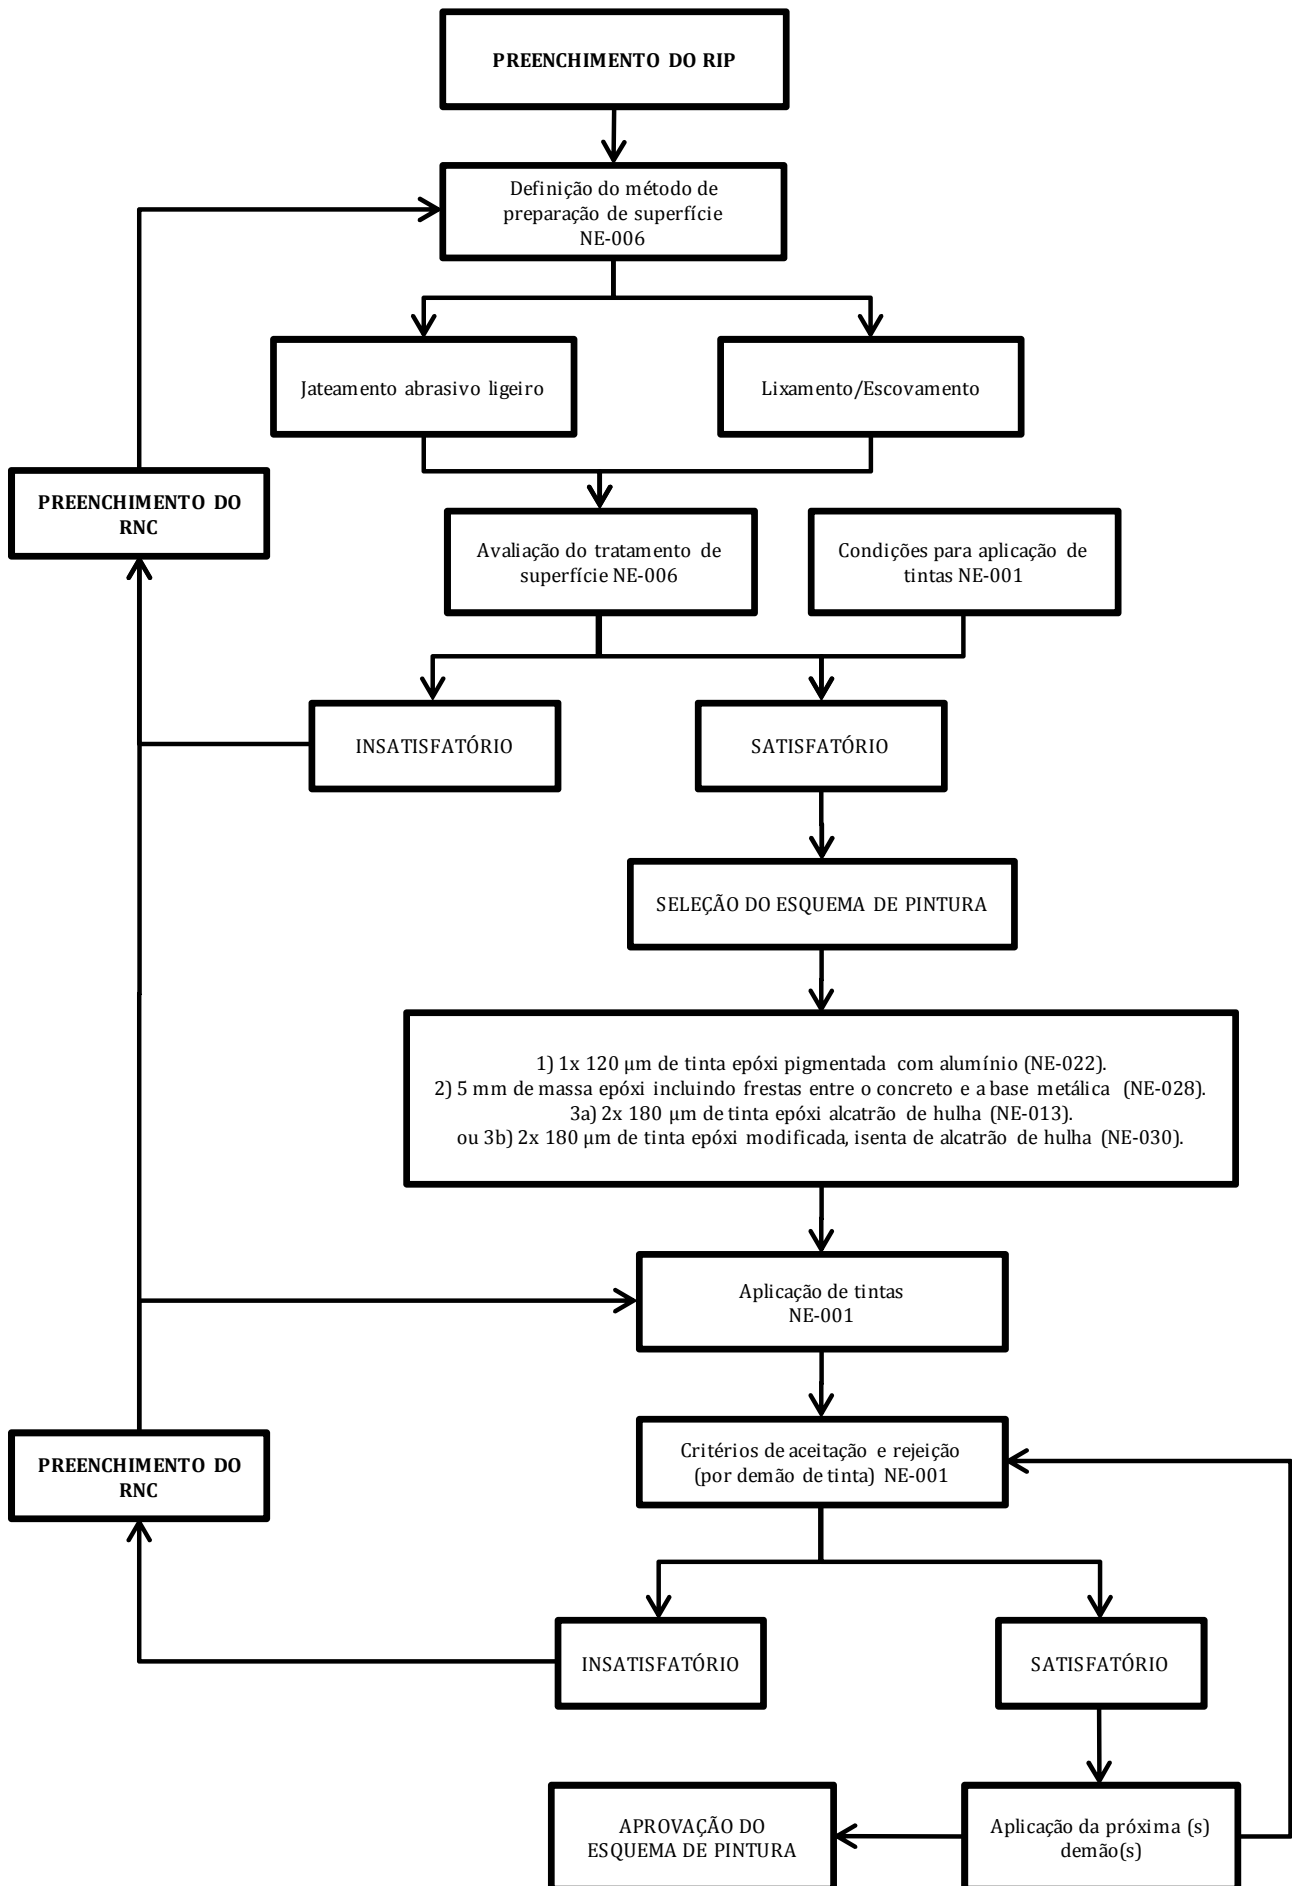 PREENCHIMENTO DO RIP
Definição do método de
preparação de superfície
NE-006
Jateamento abrasivo ligeiro
Lixamento/Escovamento
PREENCHIMENTO DO
RNC
Avaliação do tratamento de
superfície NE-006
Condições para aplicação de
tintas NE-001
INSATISFATÓRIO
SATISFATÓRIO
SELEÇÃO DO ESQUEMA DE PINTURA
1) 1x 120 µm de tinta epóxi pigmentada com alumínio (NE-022).
2) 5 mm de massa epóxi incluindo frestas entre o concreto e a base metálica (NE-028).
3a) 2x 180 µm de tinta epóxi alcatrão de hulha (NE-013).
ou 3b) 2x 180 µm de tinta epóxi modificada, isenta de alcatrão de hulha (NE-030).
Aplicação de tintas
NE-001
Critérios de aceitação e rejeição
(por demão de tinta) NE-001
PREENCHIMENTO DO
RNC
INSATISFATÓRIO
SATISFATÓRIO
APROVAÇÃO DO
ESQUEMA DE PINTURA
Aplicação da próxima (s)
demão(s)